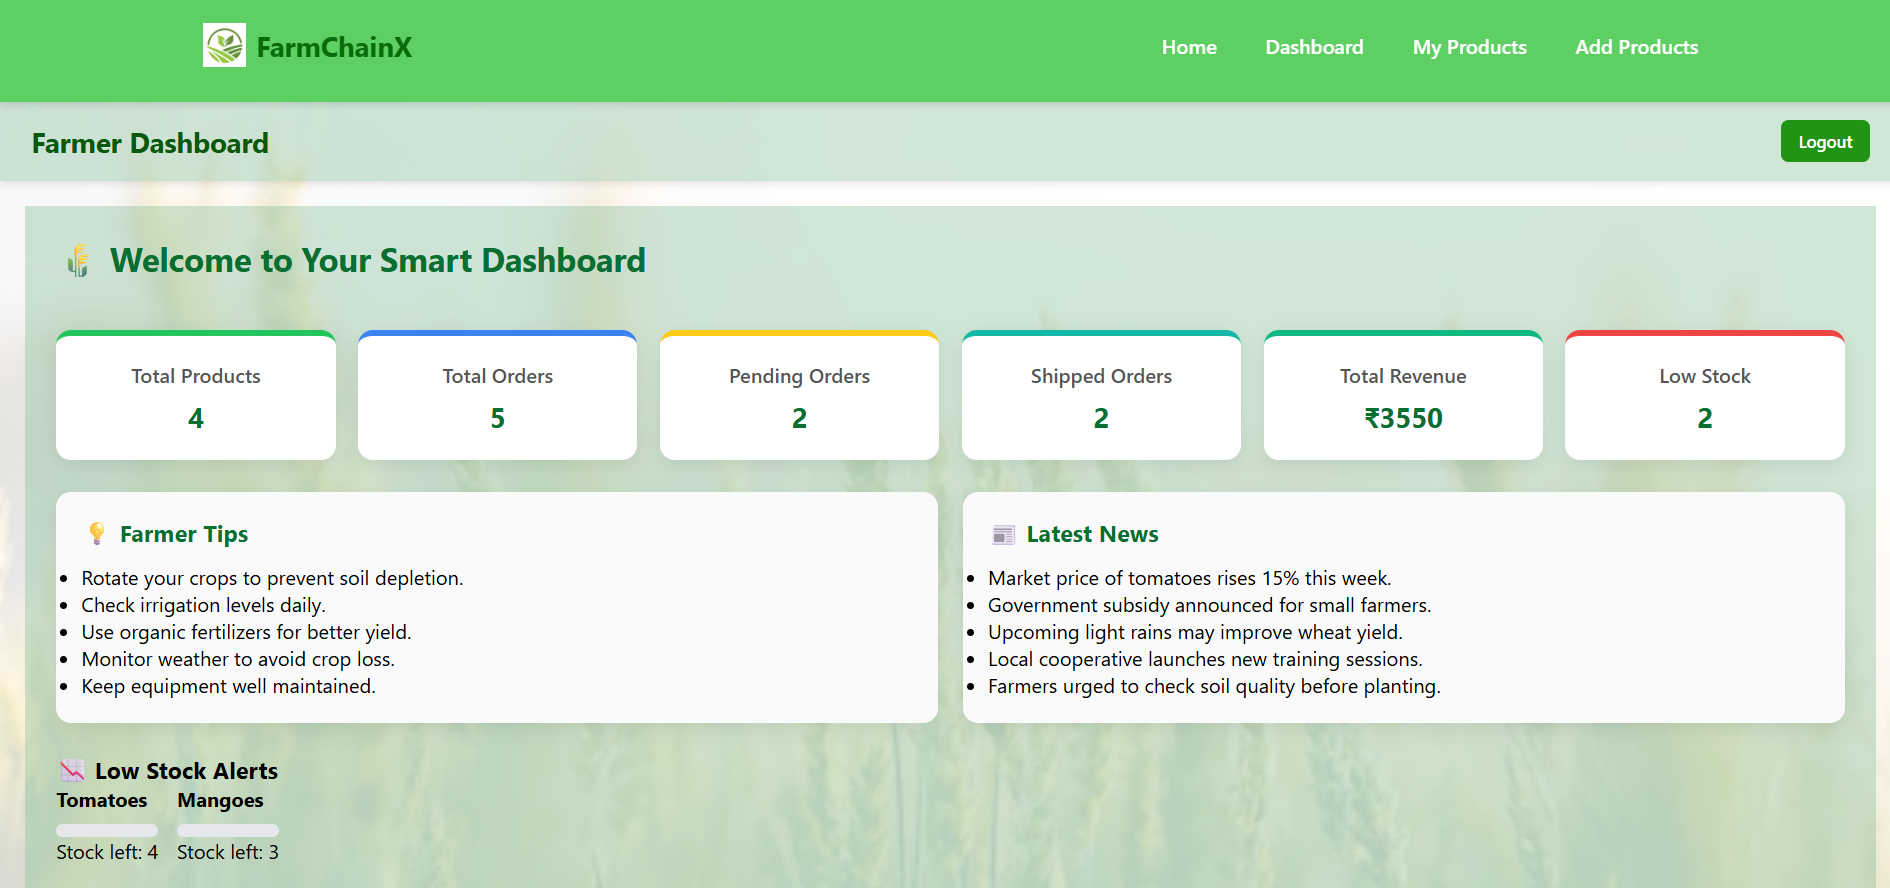 FarmChainX
Home Dashboard My Products Add Products
Farmer Dashboard
Logout
Welcome to Your Smart Dashboard
Total Products
4
Total Orders
5
Pending Orders
2
Shipped Orders
2
Total Revenue
₹3550
Low Stock
2
Farmer Tips
Rotate your crops to prevent soil depletion.
Check irrigation levels daily.
Use organic fertilizers for better yield.
Monitor weather to avoid crop loss.
Keep equipment well maintained.
Latest News
Market price of tomatoes rises 15% this week.
Government subsidy announced for small farmers.
Upcoming light rains may improve wheat yield.
Local cooperative launches new training sessions.
Farmers urged to check soil quality before planting.
Low Stock Alerts
Tomatoes
Stock left: 4
Mangoes
Stock left: 3